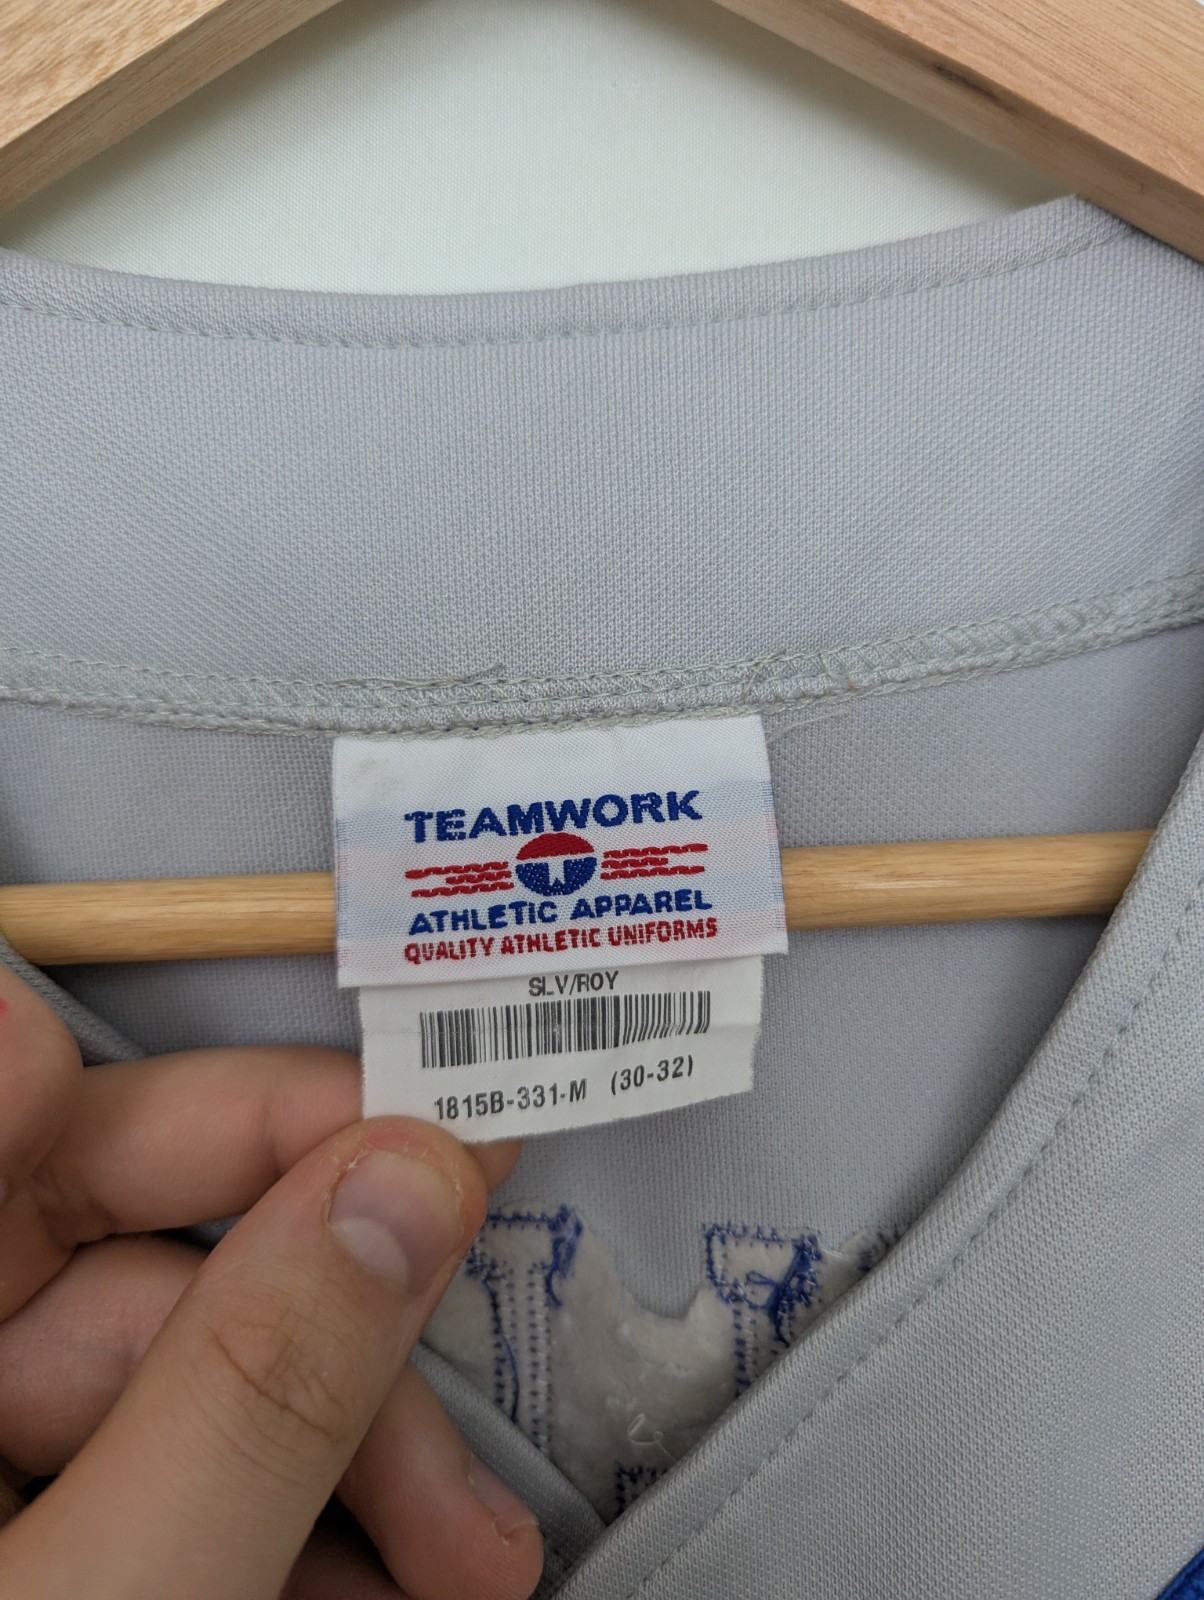 TEAMWORK
ATHLETIC APPAREL
QUALITY ATHLETIC UNIFORMS
SLV/ROY
1815B-331-M (30-32)